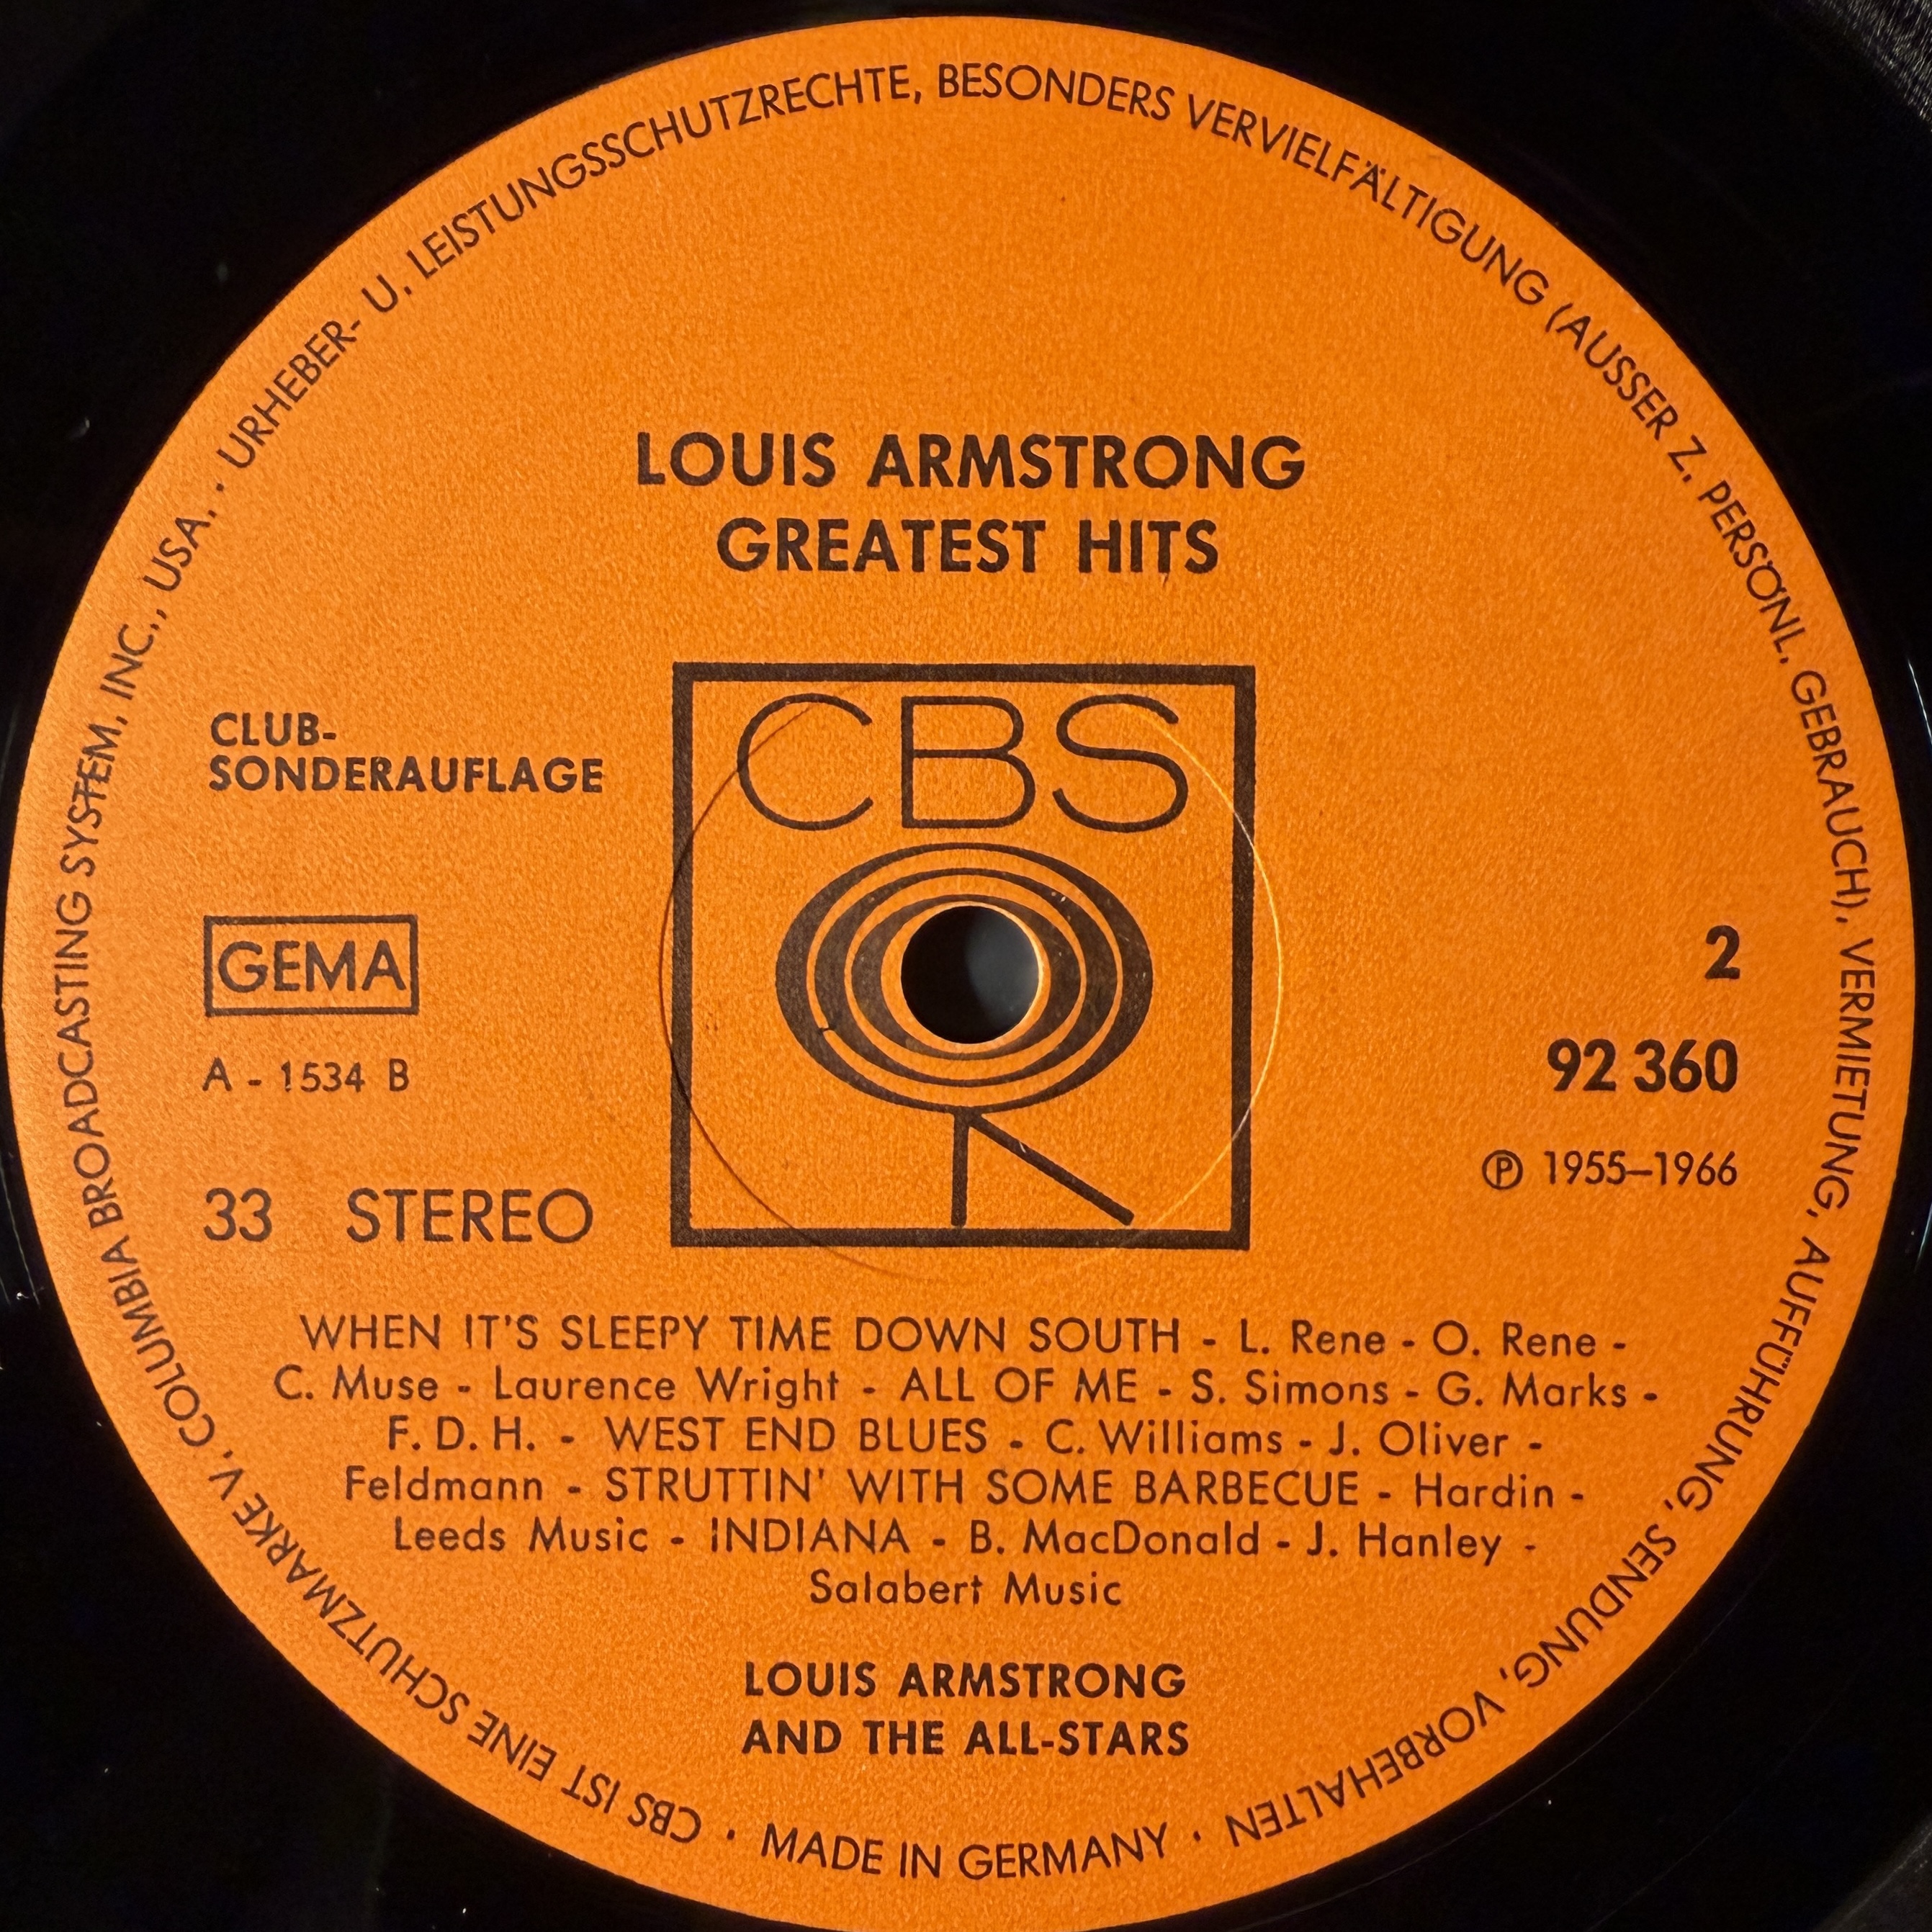 URHEBER- U. LEISTUNGSSCHUTZRECHTE, BESONDERS VERVIELFÄLTIGUNG (AUSSER Z. PERSÖNL. GEBRAUCH), VERMIETUNG, AUFFÜHRUNG, SENDUNG, VORBEHALTEN ·
LOUIS ARMSTRONG
GREATEST HITS
CLUB-
SONDERAUFLAGE
CBS
GEMA
A - 1534 B
33 STEREO
2
92 360
℗ 1955–1966
WHEN IT'S SLEEPY TIME DOWN SOUTH - L. Rene - O. Rene -
C. Muse - Laurence Wright - ALL OF ME - S. Simons - G. Marks -
F. D. H. - WEST END BLUES - C. Williams - J. Oliver -
Feldmann - STRUTTIN' WITH SOME BARBECUE - Hardin -
Leeds Music - INDIANA - B. MacDonald - J. Hanley -
Salabert Music
LOUIS ARMSTRONG
AND THE ALL-STARS
MADE IN GERMANY ·
CBS IST EINE SCHUTZMARKE V. COLUMBIA BROADCASTING SYSTEM, INC., USA. ·